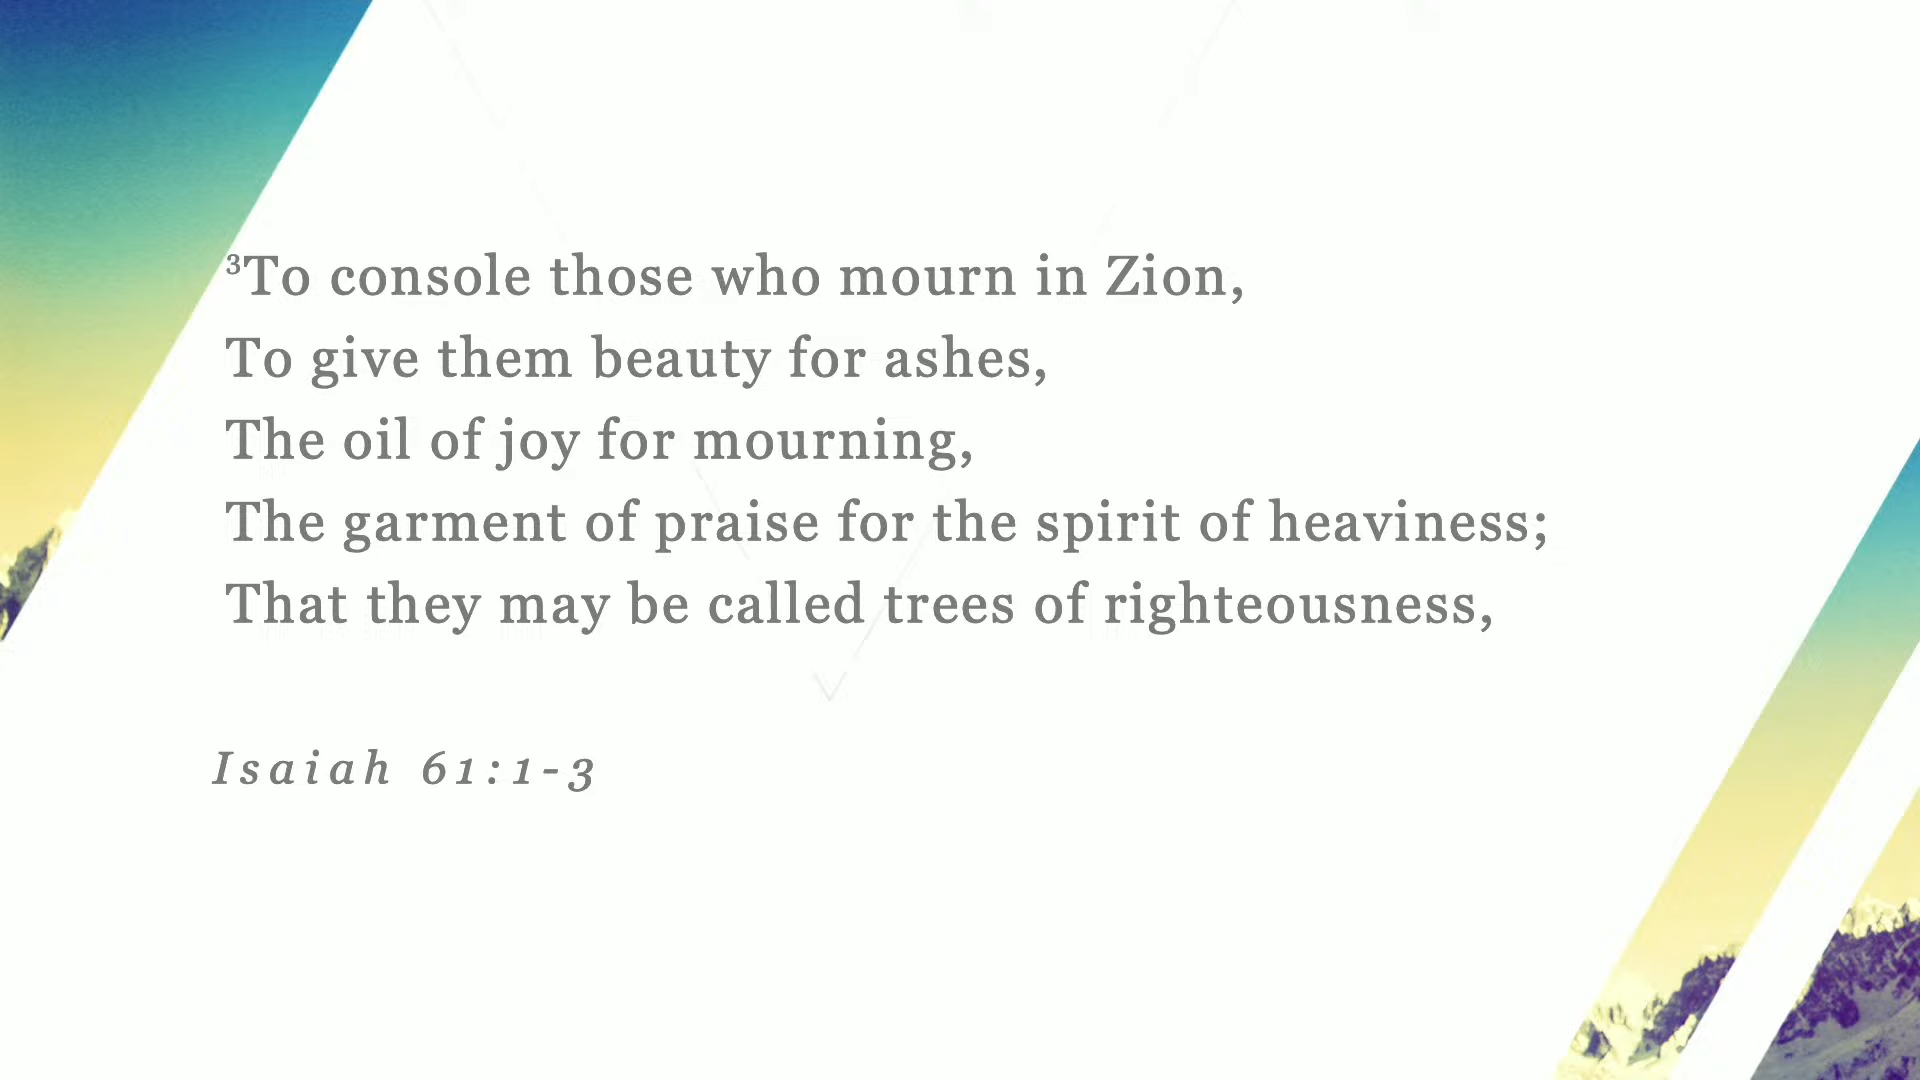 ³To console those who mourn in Zion,
To give them beauty for ashes,
The oil of joy for mourning,
The garment of praise for the spirit of heaviness;
That they may be called trees of righteousness,
Isaiah 61:1-3